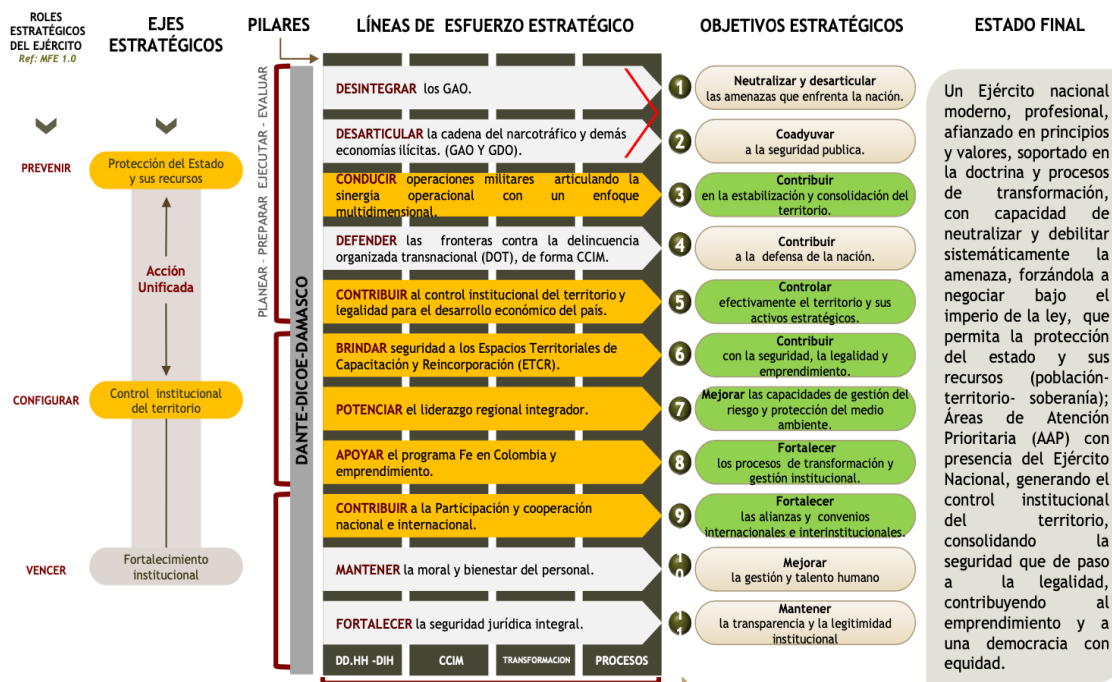 ROLES
ESTRATÉGICOS
DEL EJÉRCITO
Ref: MFE 1.0
EJES
ESTRATÉGICOS
PILARES
LÍNEAS DE ESFUERZO ESTRATÉGICO
OBJETIVOS ESTRATÉGICOS
ESTADO FINAL
PREVENIR
CONFIGURAR
VENCER
Protección del Estado
y sus recursos
Acción
Unificada
Control institucional
del territorio
Fortalecimiento
institucional
PLANEAR - PREPARAR EJECUTAR - EVALUAR
DANTE-DICOE-DAMASCO
DESINTEGRAR los GAO.
DESARTICULAR la cadena del narcotráfico y demás
economías ilícitas. (GAO Y GDO).
CONDUCIR operaciones militares articulando la
sinergia operacional con un enfoque
multidimensional.
DEFENDER las fronteras contra la delincuencia
organizada transnacional (DOT), de forma CCIM.
CONTRIBUIR al control institucional del territorio y
legalidad para el desarrollo económico del país.
BRINDAR seguridad a los Espacios Territoriales de
Capacitación y Reincorporación (ETCR).
POTENCIAR el liderazgo regional integrador.
APOYAR el programa Fe en Colombia y
emprendimiento.
CONTRIBUIR a la Participación y cooperación
nacional e internacional.
MANTENER la moral y bienestar del personal.
FORTALECER la seguridad jurídica integral.
DD.HH -DIH
CCIM
TRANSFORMACION
PROCESOS
1
Neutralizar y desarticular
las amenazas que enfrenta la nación.
2
Coadyuvar
a la seguridad publica.
3
Contribuir
en la estabilización y consolidación del
territorio.
4
Contribuir
a la defensa de la nación.
5
Controlar
efectivamente el territorio y sus
activos estratégicos.
6
Contribuir
con la seguridad, la legalidad y
emprendimiento.
7
Mejorar las capacidades de gestión del
riesgo y protección del medio
ambiente.
8
Fortalecer
los procesos de transformación y
gestión institucional.
9
Fortalecer
las alianzas y convenios
internacionales e interinstitucionales.
10
Mejorar
la gestión y talento humano
11
Mantener
la transparencia y la legitimidad
institucional
Un Ejército nacional
moderno, profesional,
afianzado en principios
y valores, soportado en
la doctrina y procesos
de transformación,
con capacidad de
neutralizar y debilitar
sistemáticamente la
amenaza, forzándola a
negociar bajo el
imperio de la ley, que
permita la protección
del estado y sus
recursos (población-
territorio- soberanía);
Áreas de Atención
Prioritaria (AAP) con
presencia del Ejército
Nacional, generando el
control institucional
del territorio,
consolidando la
seguridad que de paso
a la legalidad,
contribuyendo al
emprendimiento y a
una democracia con
equidad.